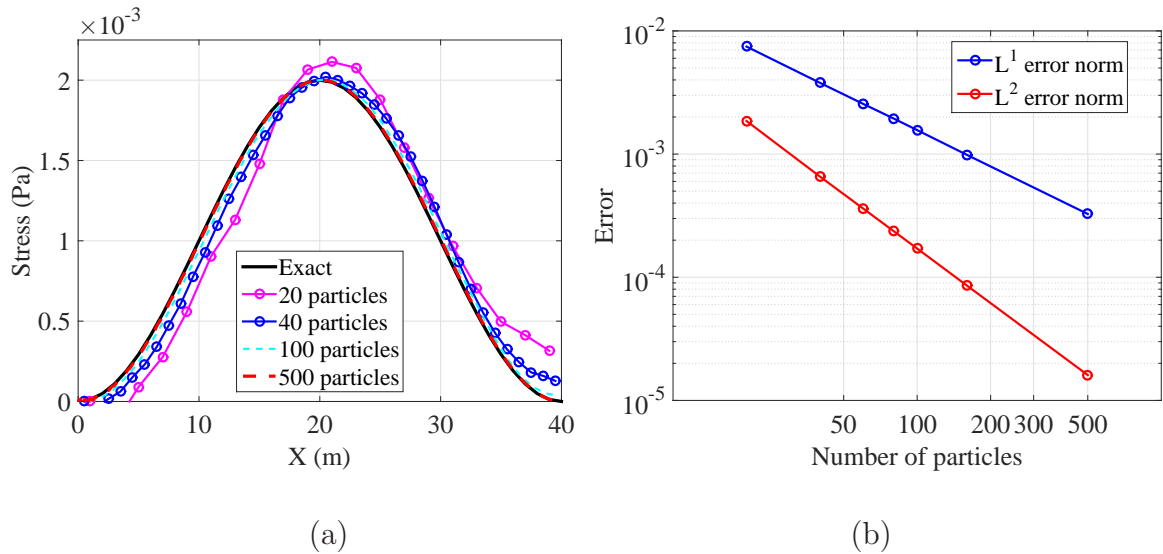 ×10⁻³
2
1.5
1
0.5
0
Stress (Pa)
0 10 20 30 40
X (m)
Exact
20 particles
40 particles
100 particles
500 particles
(a)
10⁻²
10⁻³
10⁻⁴
10⁻⁵
Error
50 100 200 300 500
Number of particles
L¹ error norm
L² error norm
(b)